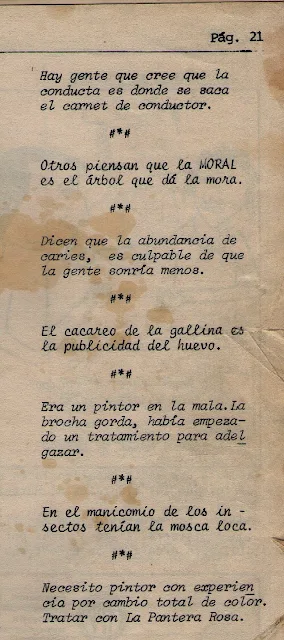 Pág. 21
Hay gente que cree que la
conducta es donde se saca
el carnet de conductor.
#*#
Otros piensan que la MORAL
es el árbol que dá la mora.
#*#
Dicen que la abundancia de
caries, es culpable de que
la gente sonría menos.
#*#
El cacareo de la gallina es
la publicidad del huevo.
#*#
Era un pintor en la mala.La
brocha gorda, había empeza-
do un tratamiento para adel
gazar.
#*#
En el manicomio de los in -
sectos tenían la mosca loca.
#*#
Necesito pintor con experien
cia por cambio total de color.
Tratar con La Pantera Rosa.